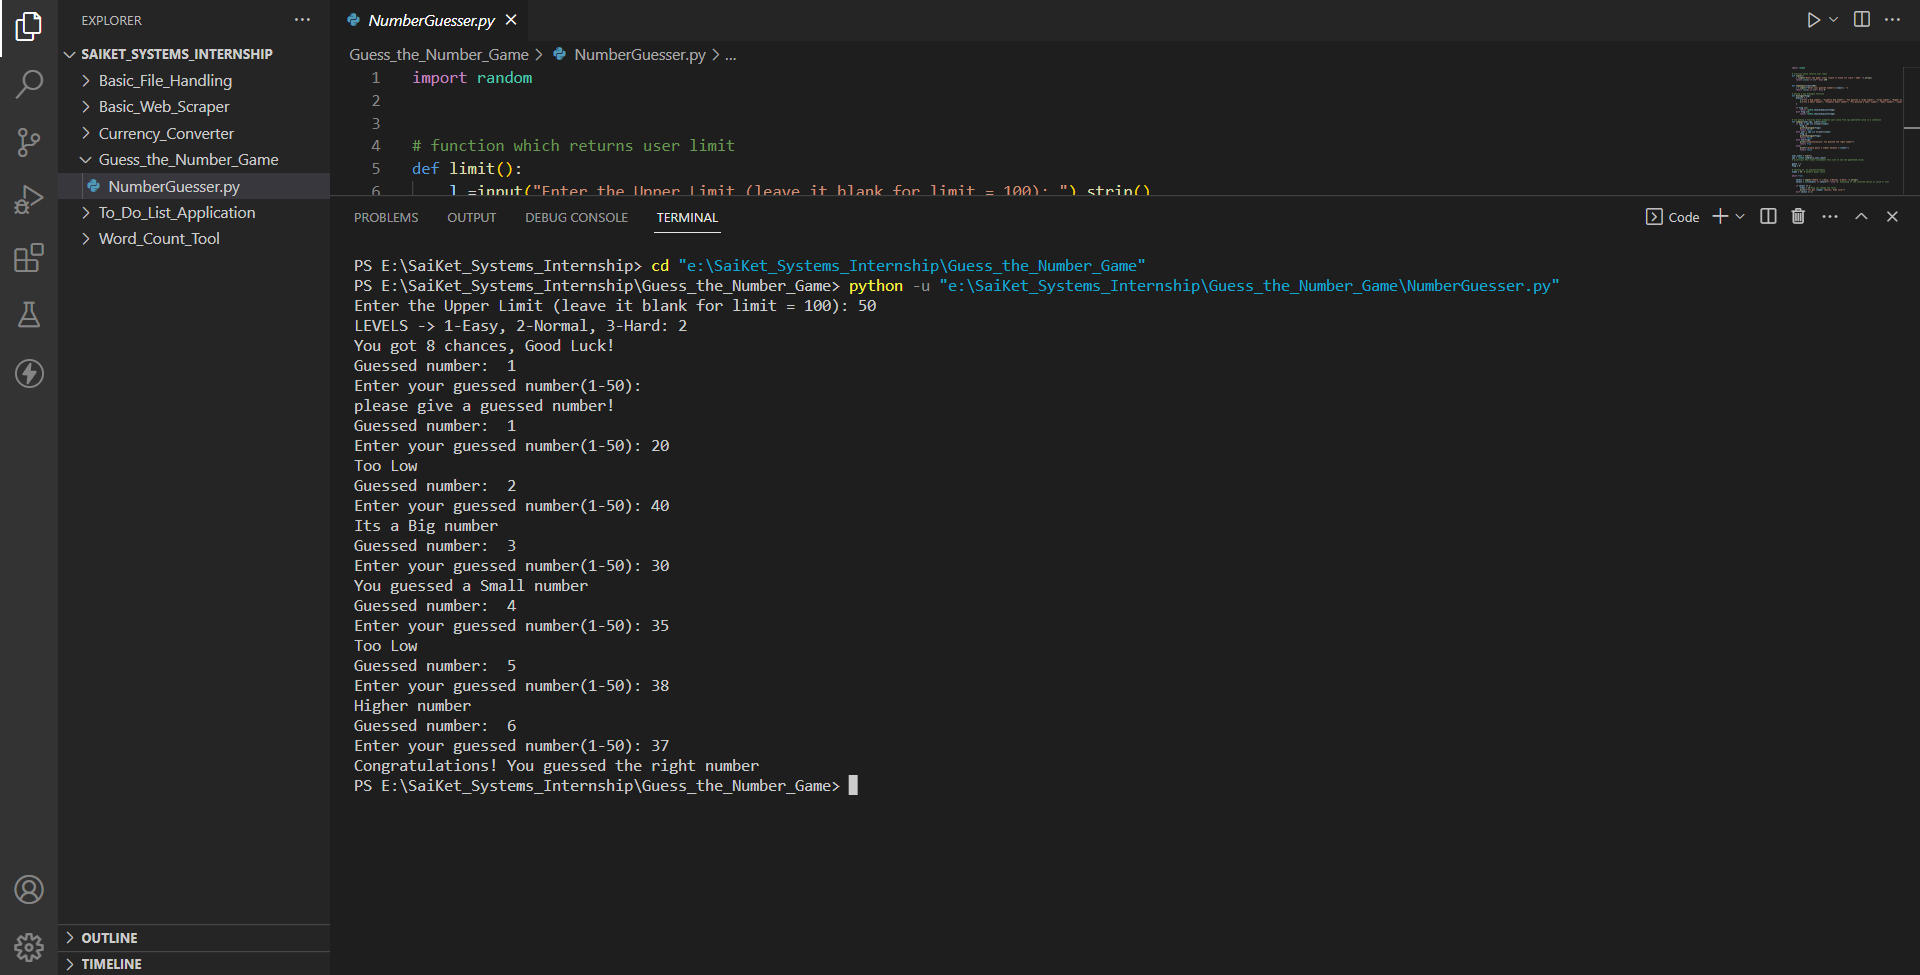 EXPLORER
SAIKET_SYSTEMS_INTERNSHIP
Basic_File_Handling
Basic_Web_Scraper
Currency_Converter
Guess_the_Number_Game
NumberGuesser.py
To_Do_List_Application
Word_Count_Tool
OUTLINE
TIMELINE
NumberGuesser.py
Guess_the_Number_Game > NumberGuesser.py > ...
1 import random
2
3
4 # function which returns user limit
5 def limit():
6 l =input("Enter the Upper Limit (leave it blank for limit = 100): ").strip()
PROBLEMS OUTPUT DEBUG CONSOLE TERMINAL Code
PS E:\SaiKet_Systems_Internship> cd "e:\SaiKet_Systems_Internship\Guess_the_Number_Game"
PS E:\SaiKet_Systems_Internship\Guess_the_Number_Game> python -u "e:\SaiKet_Systems_Internship\Guess_the_Number_Game\NumberGuesser.py"
Enter the Upper Limit (leave it blank for limit = 100): 50
LEVELS -> 1-Easy, 2-Normal, 3-Hard: 2
You got 8 chances, Good Luck!
Guessed number:  1
Enter your guessed number(1-50):
please give a guessed number!
Guessed number:  1
Enter your guessed number(1-50): 20
Too Low
Guessed number:  2
Enter your guessed number(1-50): 40
Its a Big number
Guessed number:  3
Enter your guessed number(1-50): 30
You guessed a Small number
Guessed number:  4
Enter your guessed number(1-50): 35
Too Low
Guessed number:  5
Enter your guessed number(1-50): 38
Higher number
Guessed number:  6
Enter your guessed number(1-50): 37
Congratulations! You guessed the right number
PS E:\SaiKet_Systems_Internship\Guess_the_Number_Game>